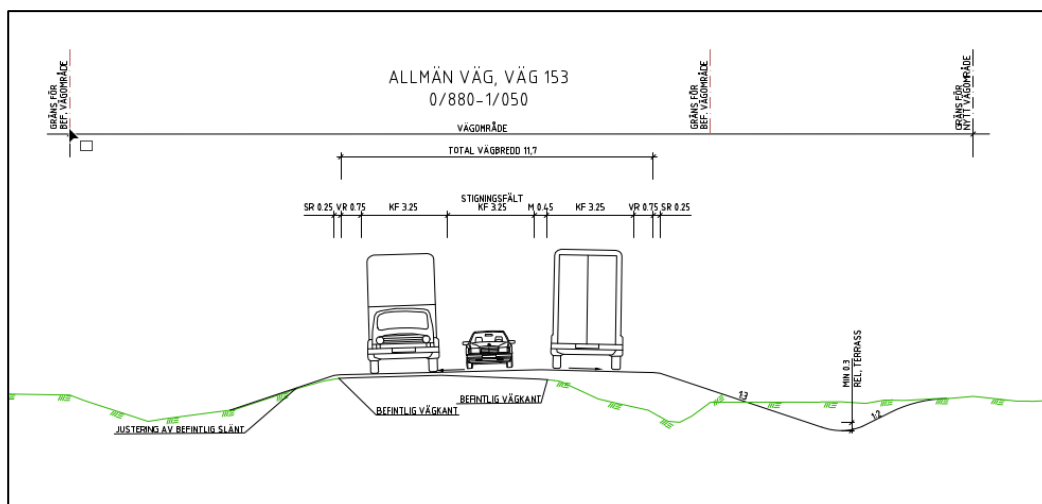 ALLMÄN VÄG, VÄG 153
0/880-1/050
GRÄNS FÖR
BEF. VÄGOMRÅDE
GRÄNS FÖR
BEF. VÄGOMRÅDE
GRÄNS FÖR
NYTT VÄGOMRÅDE
VÄGOMRÅDE
TOTAL VÄGBREDD 11,7
STIGNINGSFÄLT
SR 0.25 VR 0.75 KF 3.25 KF 3.25 M 0.45 KF 3.25 VR 0.75 SR 0.25
MIN 0.3
REL. TERRASS
1:3
1:2
BEFINTLIG VÄGKANT
BEFINTLIG VÄGKANT
JUSTERING AV BEFINTLIG SLÄNT